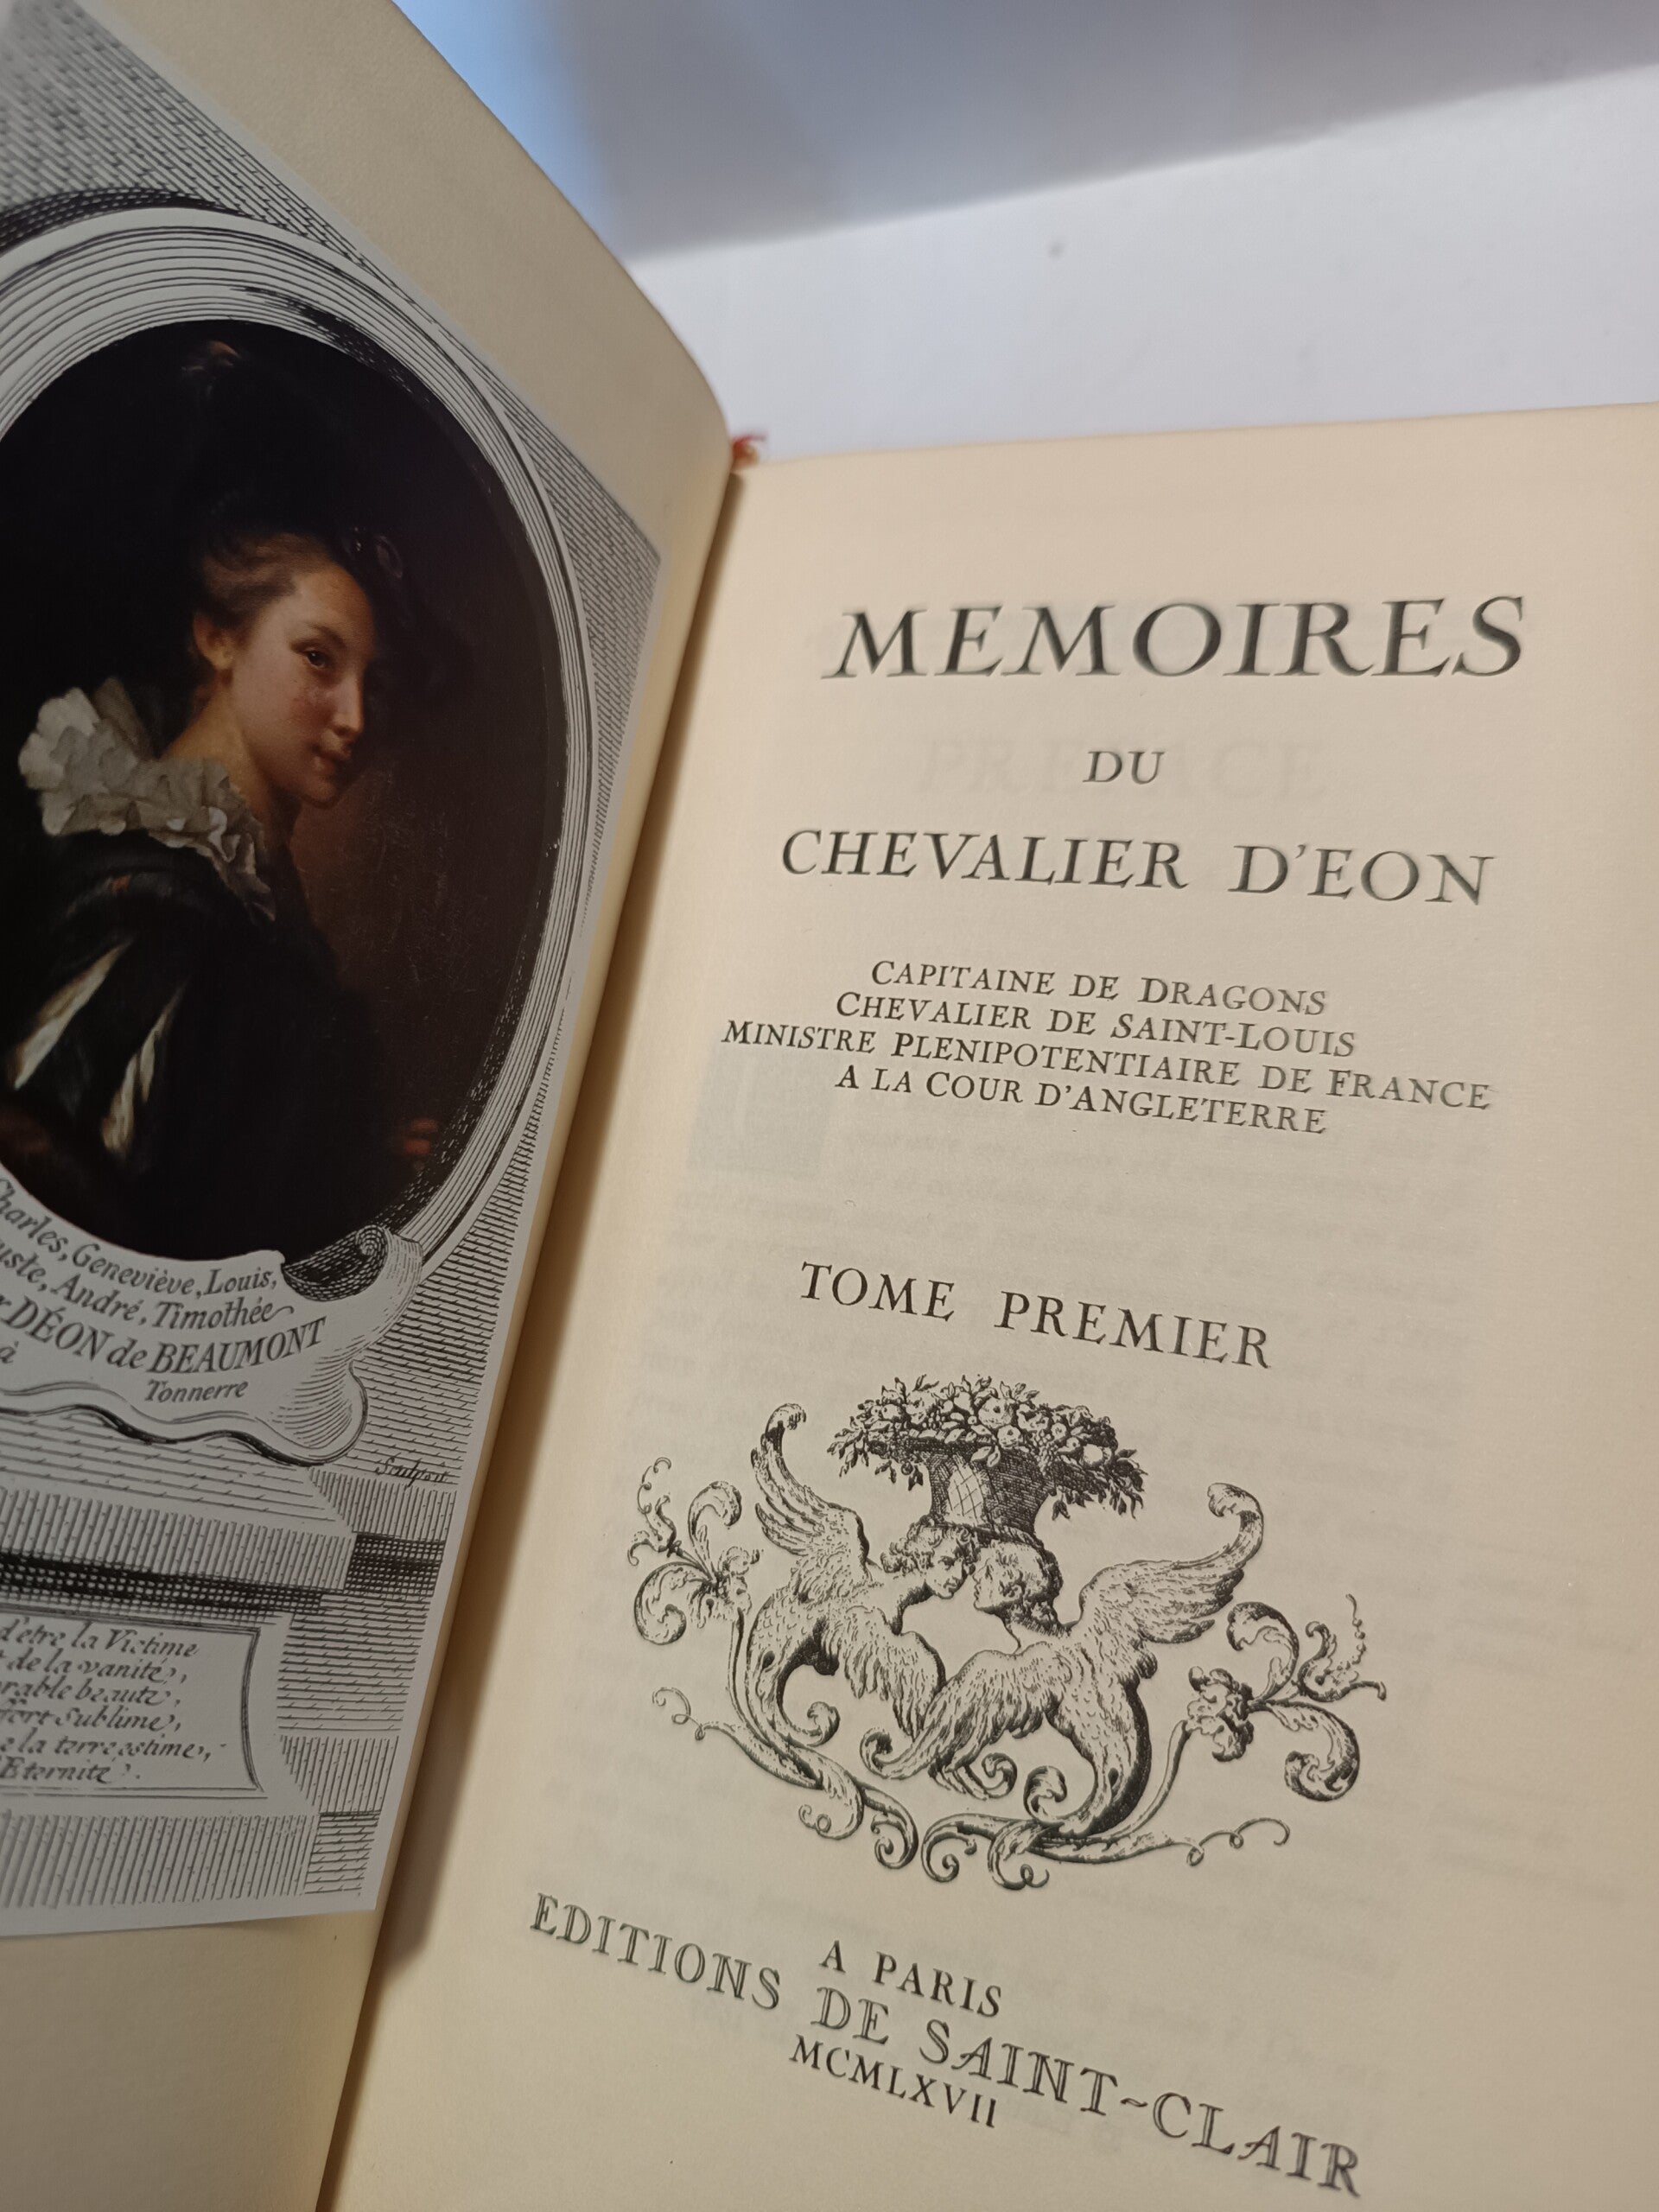 Charles, Geneviève, Louis,
uste, André, Timothée
DÉON de BEAUMONT
à
Tonnerre
Sculpsit
d'etre la Victime
de la vanité,
rable beauté,
fort Sublime,
e la terre estime,
Eternité.
MEMOIRES
DU
CHEVALIER D'EON
CAPITAINE DE DRAGONS
CHEVALIER DE SAINT-LOUIS
MINISTRE PLENIPOTENTIAIRE DE FRANCE
A LA COUR D'ANGLETERRE
TOME PREMIER
A PARIS
EDITIONS DE SAINT-CLAIR
MCMLXVII